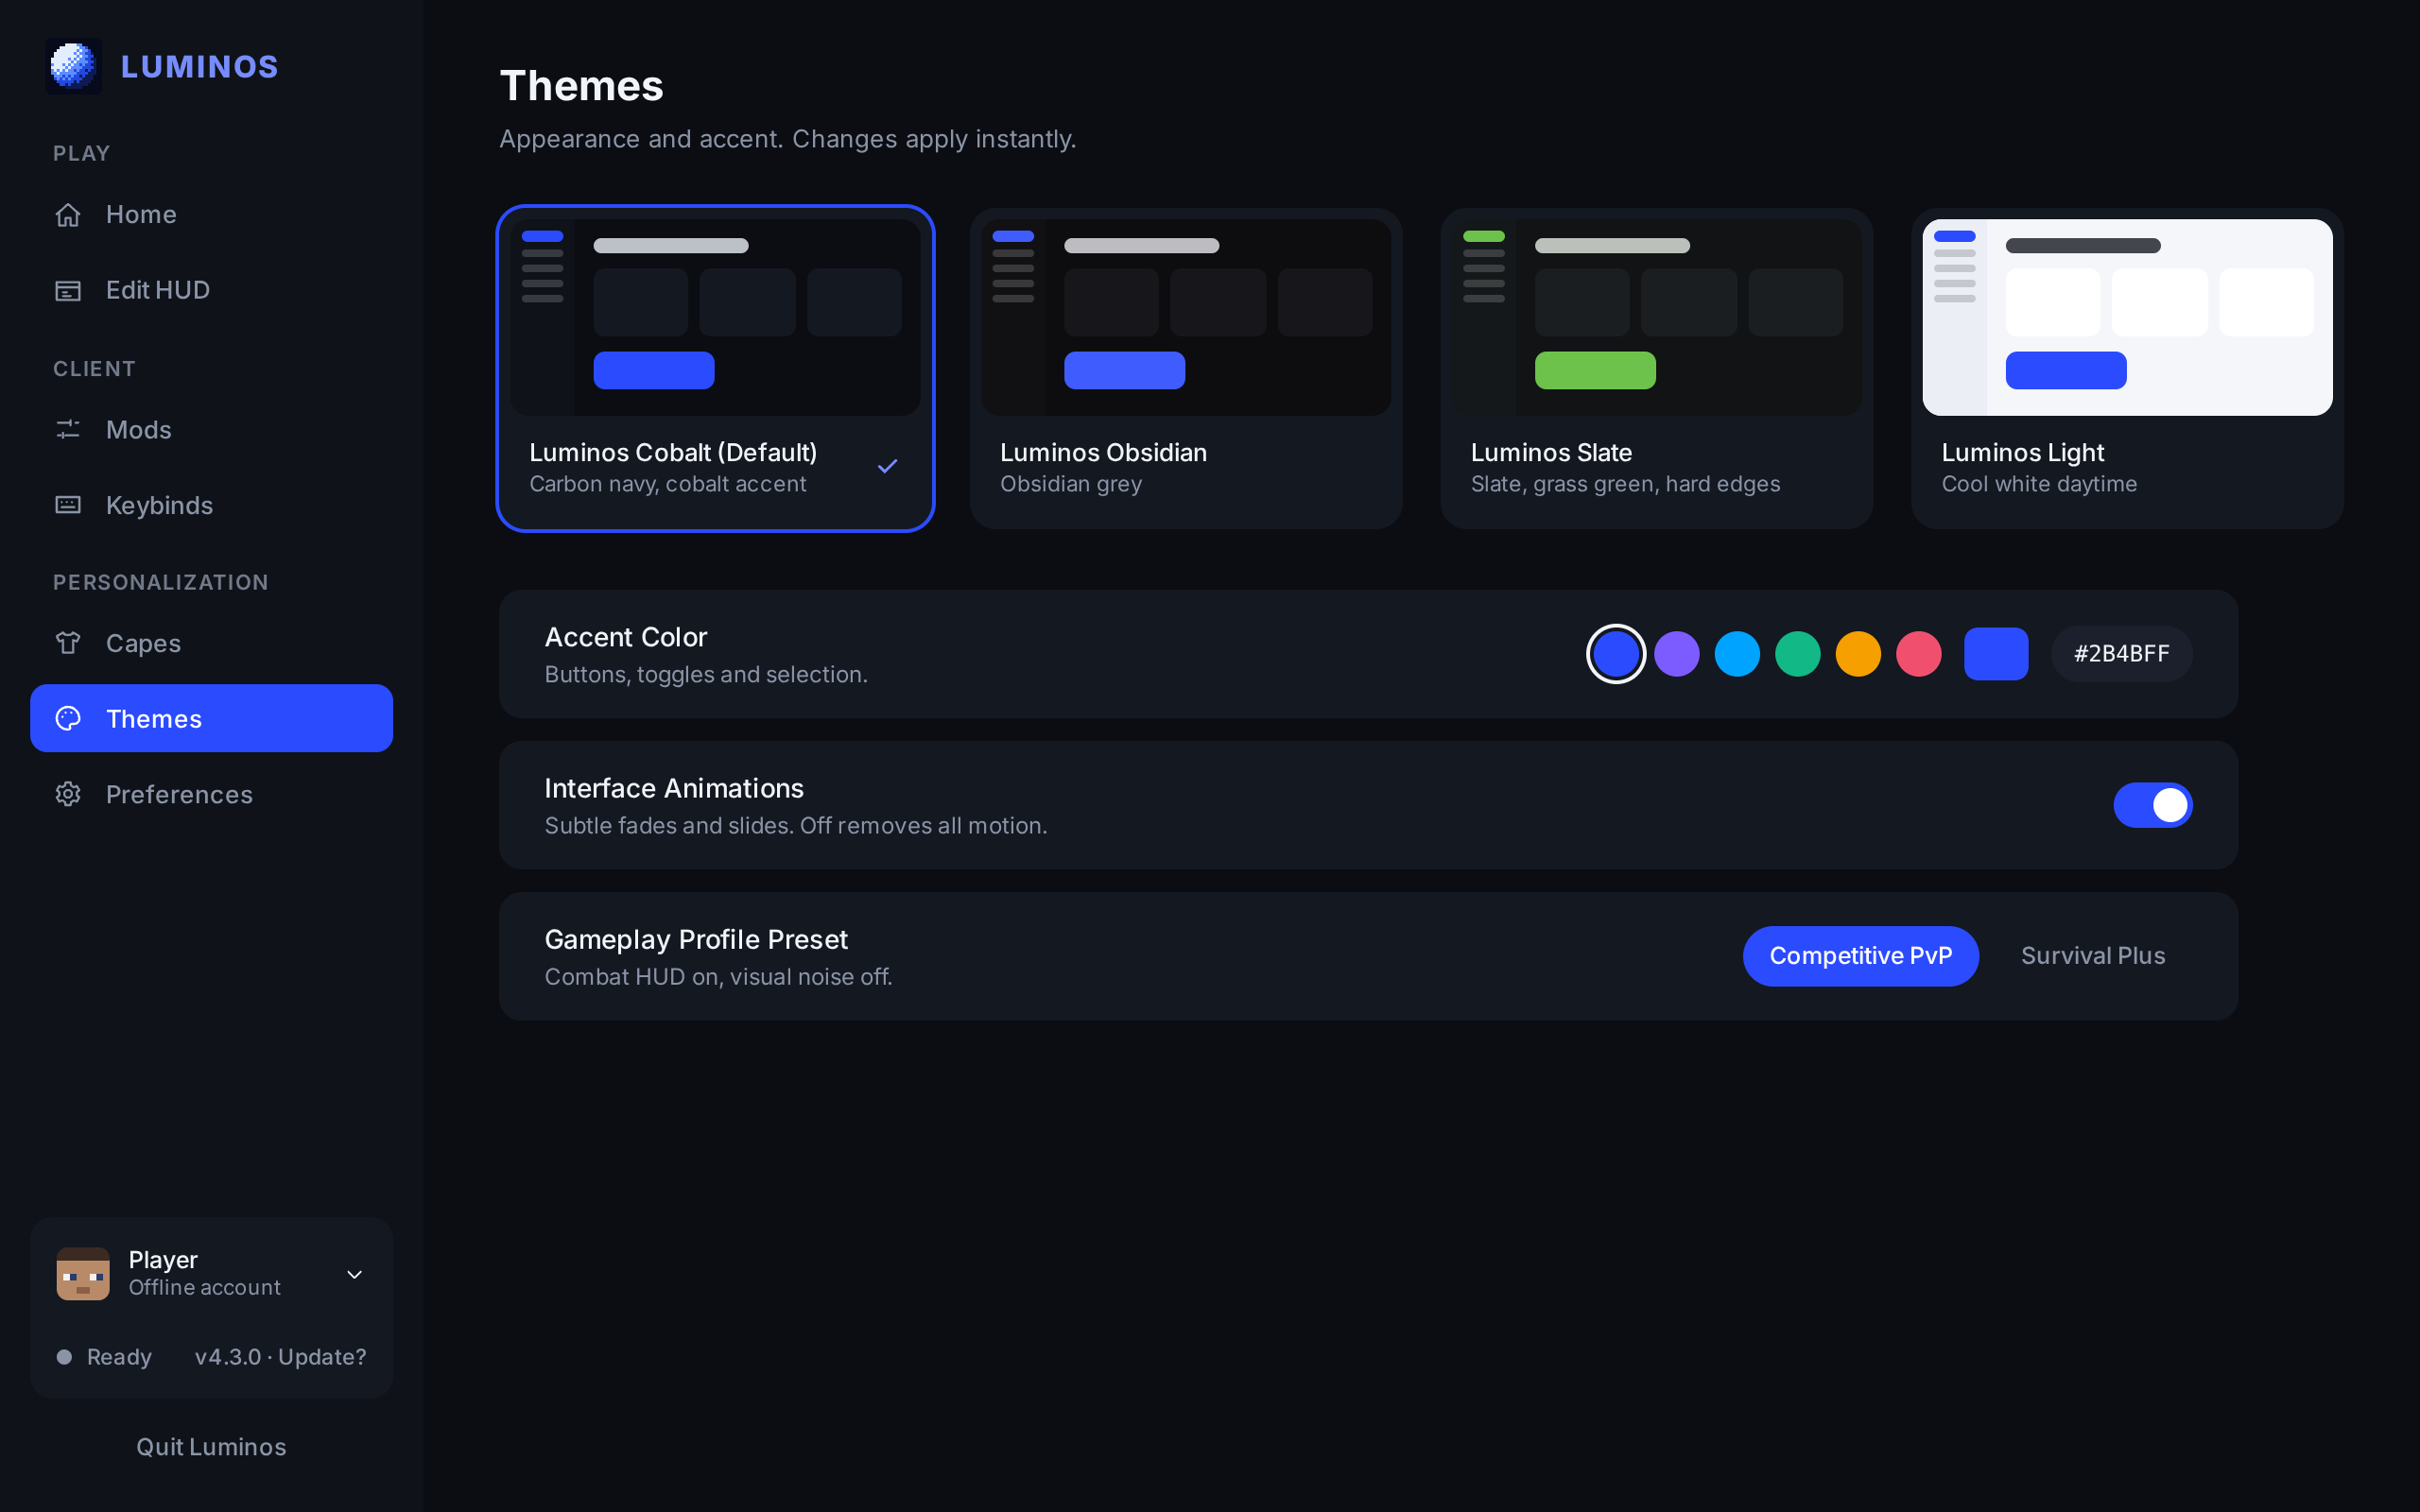 LUMINOS
PLAY
Home
Edit HUD
CLIENT
Mods
Keybinds
PERSONALIZATION
Capes
Themes
Preferences
Player
Offline account
Ready
v4.3.0 · Update?
Quit Luminos
Themes
Appearance and accent. Changes apply instantly.
Luminos Cobalt (Default)
Carbon navy, cobalt accent
Luminos Obsidian
Obsidian grey
Luminos Slate
Slate, grass green, hard edges
Luminos Light
Cool white daytime
Accent Color
Buttons, toggles and selection.
#2B4BFF
Interface Animations
Subtle fades and slides. Off removes all motion.
Gameplay Profile Preset
Combat HUD on, visual noise off.
Competitive PvP
Survival Plus